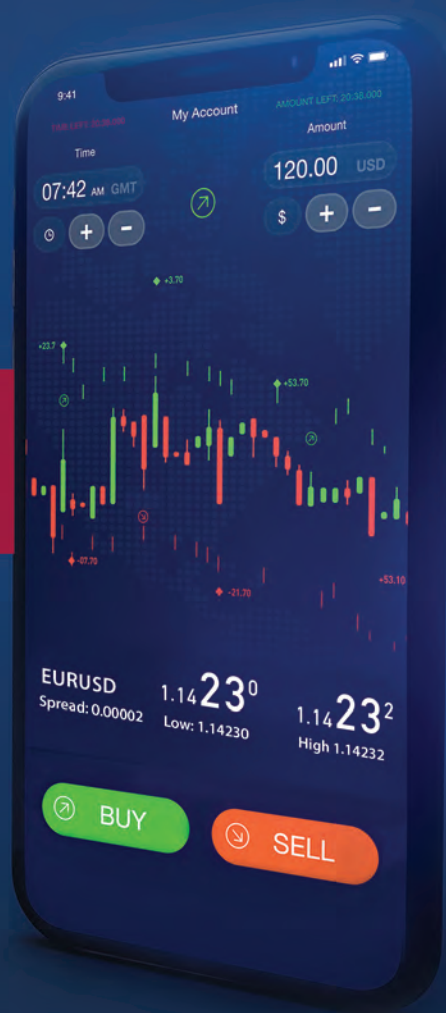 9:41
My Account
AMOUNT LEFT: 20:38.000
Time
Amount
07:42 AM GMT
120.00 USD
$ + -
+ -
+3.70
+23.7
+53.70
-07.70
-21.70
+53.10
EURUSD
Spread: 0.00002
1.14230
Low: 1.14230
1.14232
High 1.14232
BUY
SELL